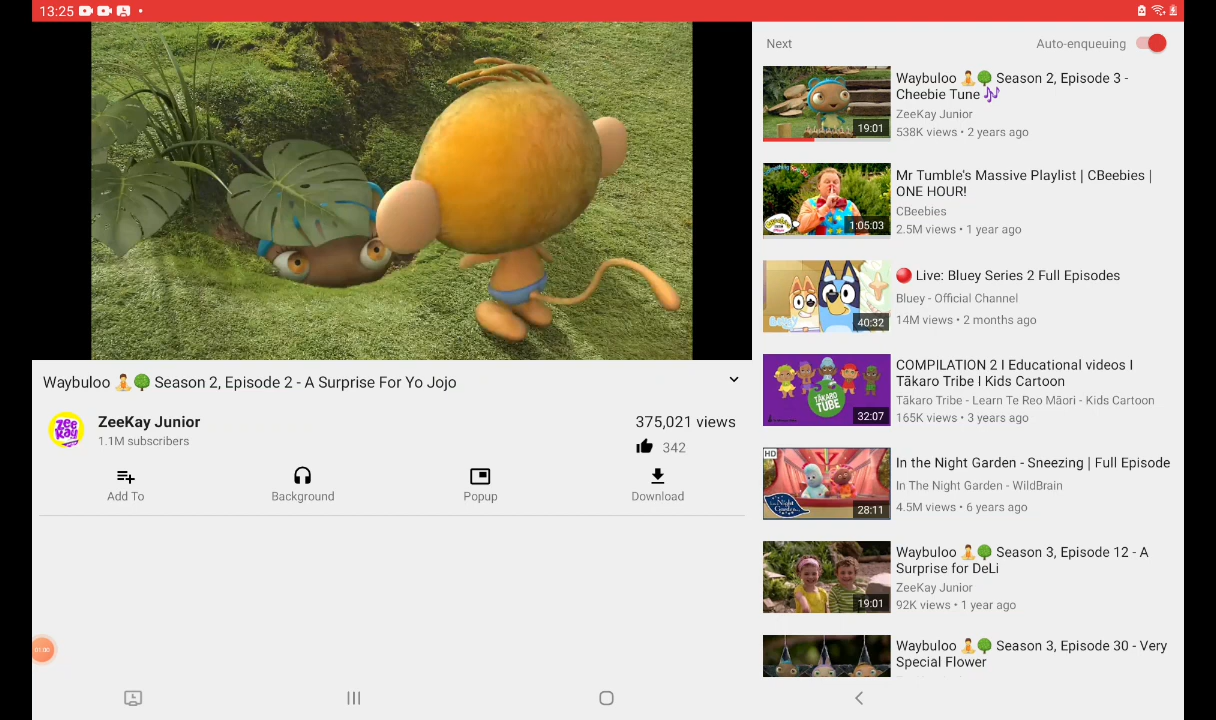 13:25
Next
Auto-enqueuing
Waybuloo 🧘🌳 Season 2, Episode 3 -
Cheebie Tune 🎶
ZeeKay Junior
538K views • 2 years ago
19:01
Mr Tumble's Massive Playlist | CBeebies |
ONE HOUR!
CBeebies
2.5M views • 1 year ago
1:05:03
🔴 Live: Bluey Series 2 Full Episodes
Bluey - Official Channel
14M views • 2 months ago
40:32
COMPILATION 2 I Educational videos I
Tākaro Tribe I Kids Cartoon
Tākaro Tribe - Learn Te Reo Māori - Kids Cartoon
165K views • 3 years ago
TĀKARO
TUBE
32:07
In the Night Garden - Sneezing | Full Episode
In The Night Garden - WildBrain
4.5M views • 6 years ago
HD
28:11
Waybuloo 🧘🌳 Season 3, Episode 12 - A
Surprise for DeLi
ZeeKay Junior
92K views • 1 year ago
19:01
Waybuloo 🧘🌳 Season 3, Episode 30 - Very
Special Flower
Waybuloo 🧘🌳 Season 2, Episode 2 - A Surprise For Yo Jojo
Zee
Kay
ZeeKay Junior
1.1M subscribers
375,021 views
342
Add To
Background
Popup
Download